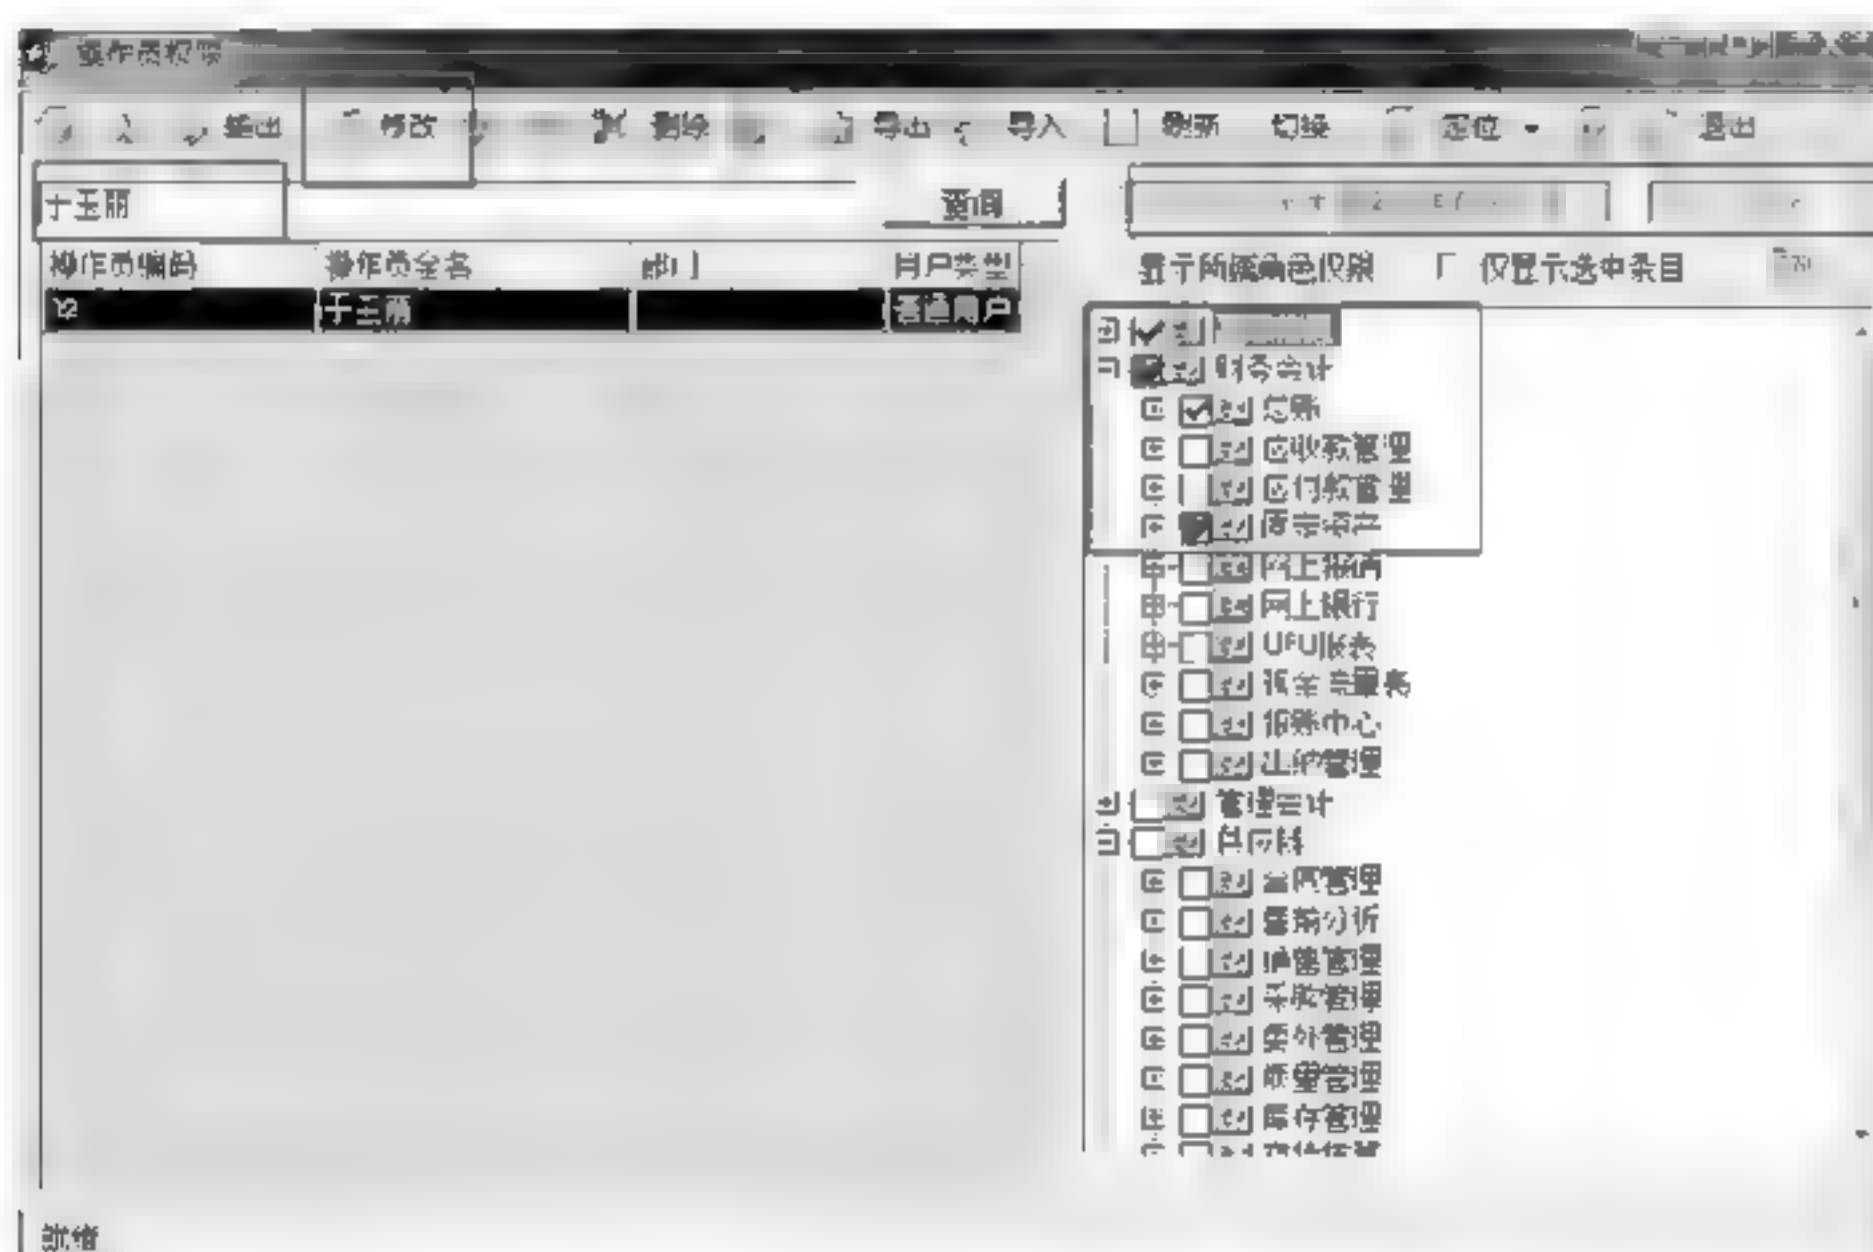 操作员权限
输出 修改 删除 导出 导入 刷新 切换 定位 退出
于玉丽 查询
显示所属角色权限 仅显示选中条目
操作员编码 操作员全名 部门 用户类型
于玉丽 普通用户
财务会计
总账
应收款管理
应付款管理
固定资产
网上报销
网上银行
UFO报表
报账中心
出纳管理
管理会计
供应链
合同管理
售前分析
销售管理
采购管理
委外管理
质量管理
库存管理
存货核算
就绪